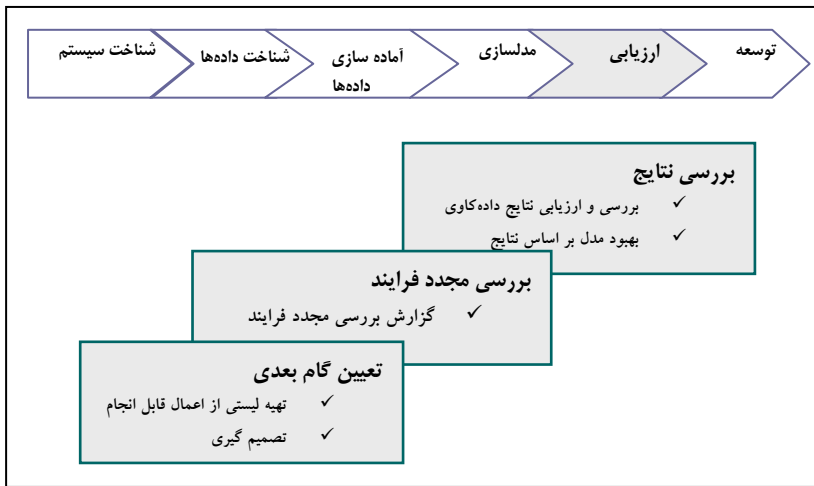 شناخت سیستم
شناخت داده‌ها
آماده سازی
داده‌ها
مدلسازی
ارزیابی
توسعه
بررسی نتایج
✓ بررسی و ارزیابی نتایج داده‌کاوی
✓ بهبود مدل بر اساس نتایج
بررسی مجدد فرایند
✓ گزارش بررسی مجدد فرایند
تعیین گام بعدی
✓ تهیه لیستی از اعمال قابل انجام
✓ تصمیم گیری